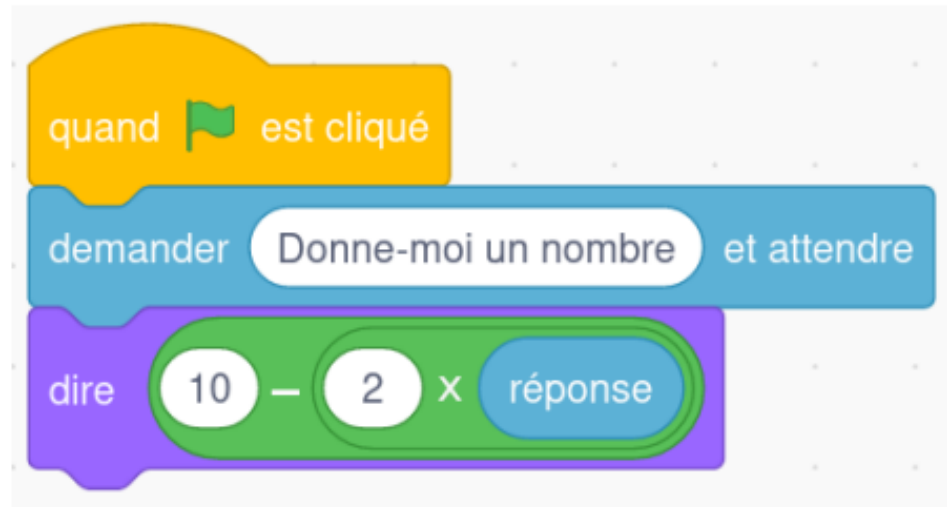 quand est cliqué
demander Donne-moi un nombre et attendre
dire 10 - 2 x réponse